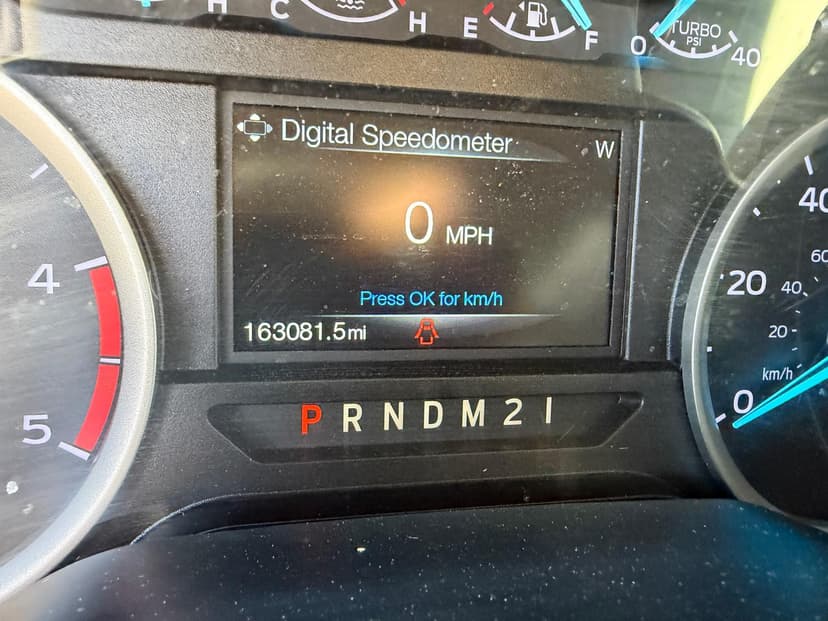 H
C H
E F
TURBO
PSI
0 40
Digital Speedometer
W
0 MPH
Press OK for km/h
163081.5mi
P R N D M 2 1
4
5
40
60
20
40
20
km/h
0